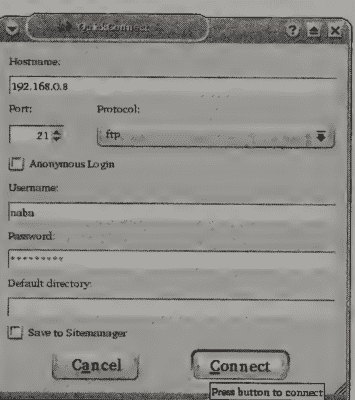 QuickConnect
Hostname:
192.168.0.8
Port: Protocol:
21 ftp
Anonymous Login
Username:
naba
Password:
*********
Default directory:
Save to Sitemanager
Cancel Connect
Press button to connect